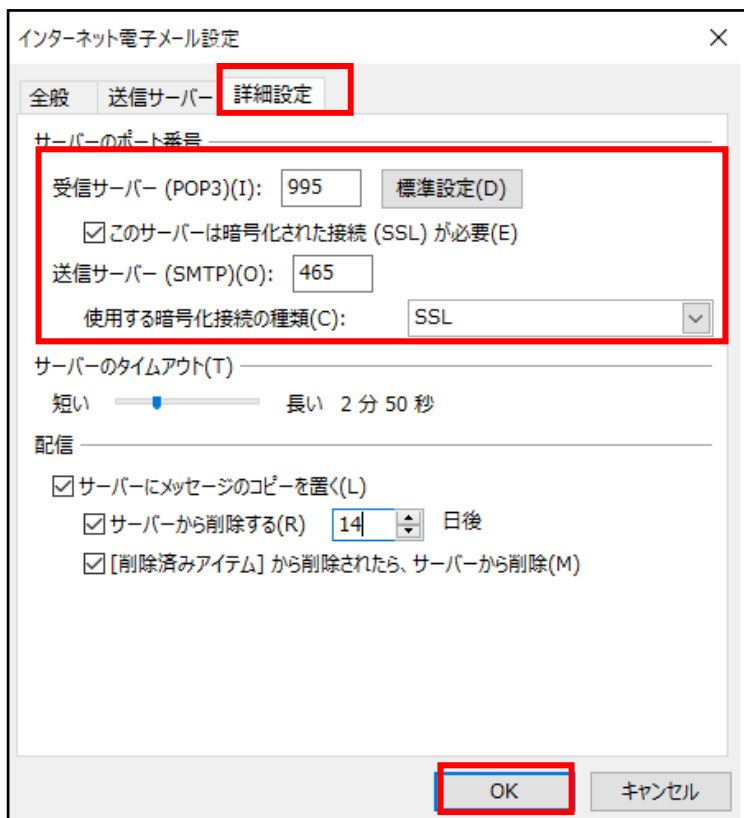 インターネット電子メール設定
全般 送信サーバー 詳細設定
サーバーのポート番号
受信サーバー (POP3)(I): 995 標準設定(D)
このサーバーは暗号化された接続 (SSL) が必要(E)
送信サーバー (SMTP)(O): 465
使用する暗号化接続の種類(C): SSL
サーバーのタイムアウト(T)
短い 長い 2 分 50 秒
配信
サーバーにメッセージのコピーを置く(L)
サーバーから削除する(R) 14 日後
[削除済みアイテム] から削除されたら、サーバーから削除(M)
OK キャンセル